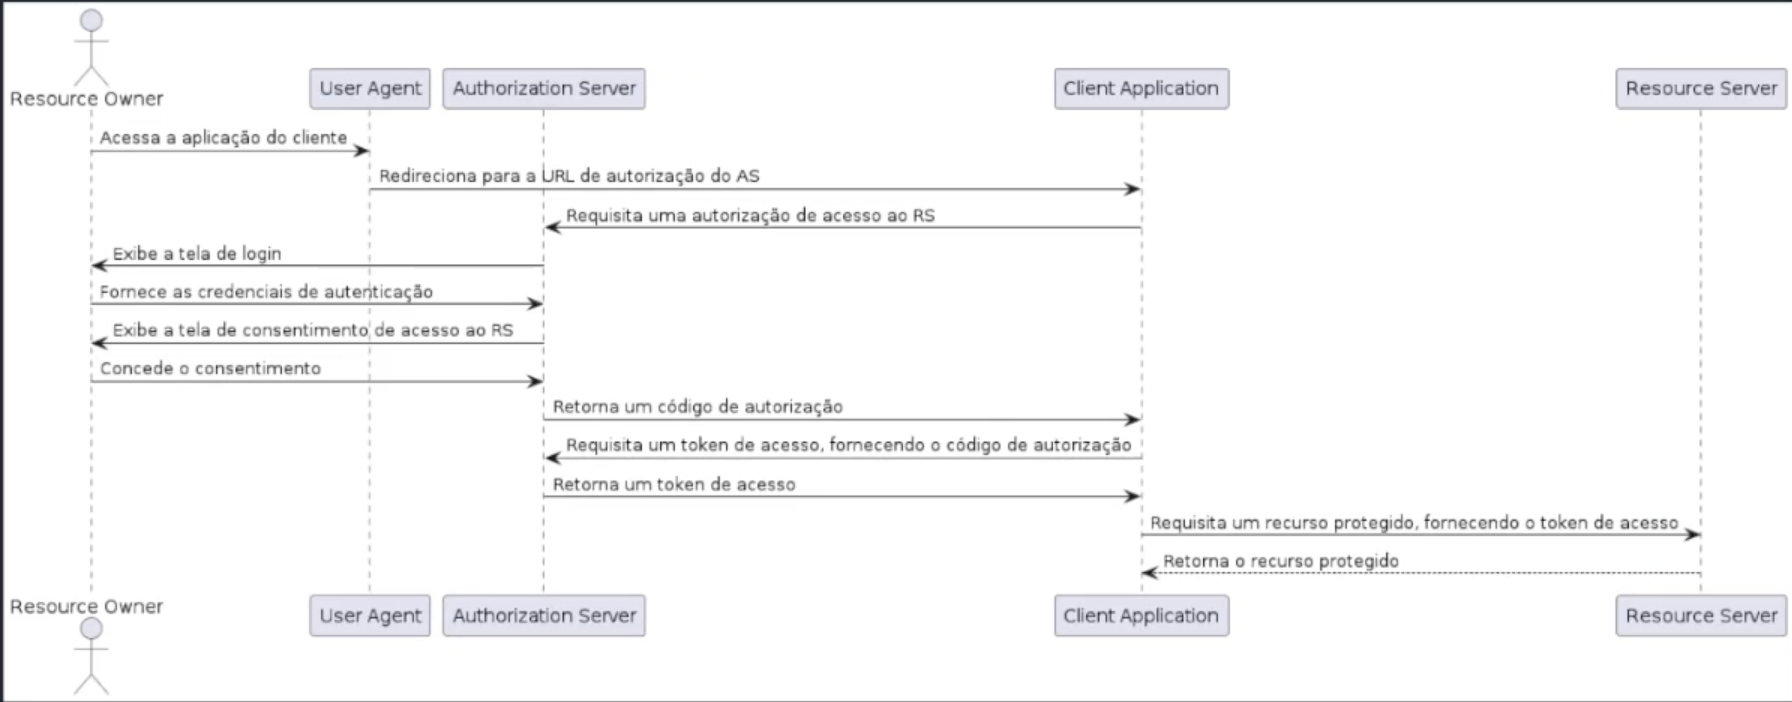 Resource Owner
User Agent
Authorization Server
Client Application
Resource Server
Acessa a aplicação do cliente
Redireciona para a URL de autorização do AS
Requisita uma autorização de acesso ao RS
Exibe a tela de login
Fornece as credenciais de autenticação
Exibe a tela de consentimento de acesso ao RS
Concede o consentimento
Retorna um código de autorização
Requisita um token de acesso, fornecendo o código de autorização
Retorna um token de acesso
Requisita um recurso protegido, fornecendo o token de acesso
Retorna o recurso protegido
Resource Owner
User Agent
Authorization Server
Client Application
Resource Server